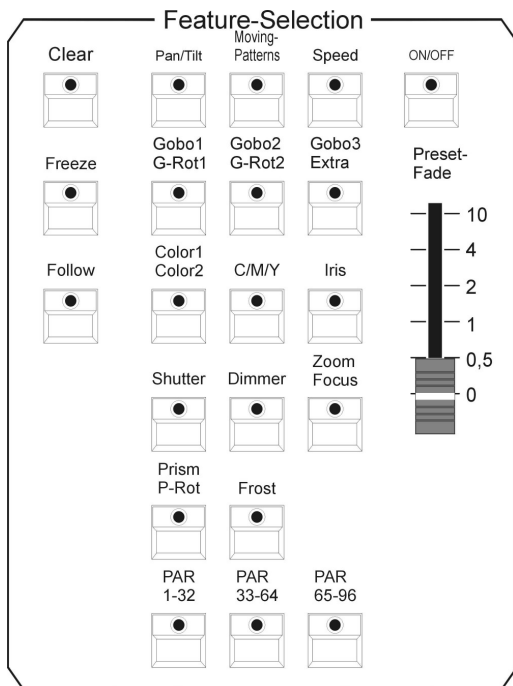 Feature-Selection
Clear
Pan/Tilt
Moving-
Patterns
Speed
ON/OFF
Freeze
Gobo1
G-Rot1
Gobo2
G-Rot2
Gobo3
Extra
Preset-
Fade
10
4
2
1
0,5
0
Follow
Color1
Color2
C/M/Y
Iris
Shutter
Dimmer
Zoom
Focus
Prism
P-Rot
Frost
PAR
1-32
PAR
33-64
PAR
65-96